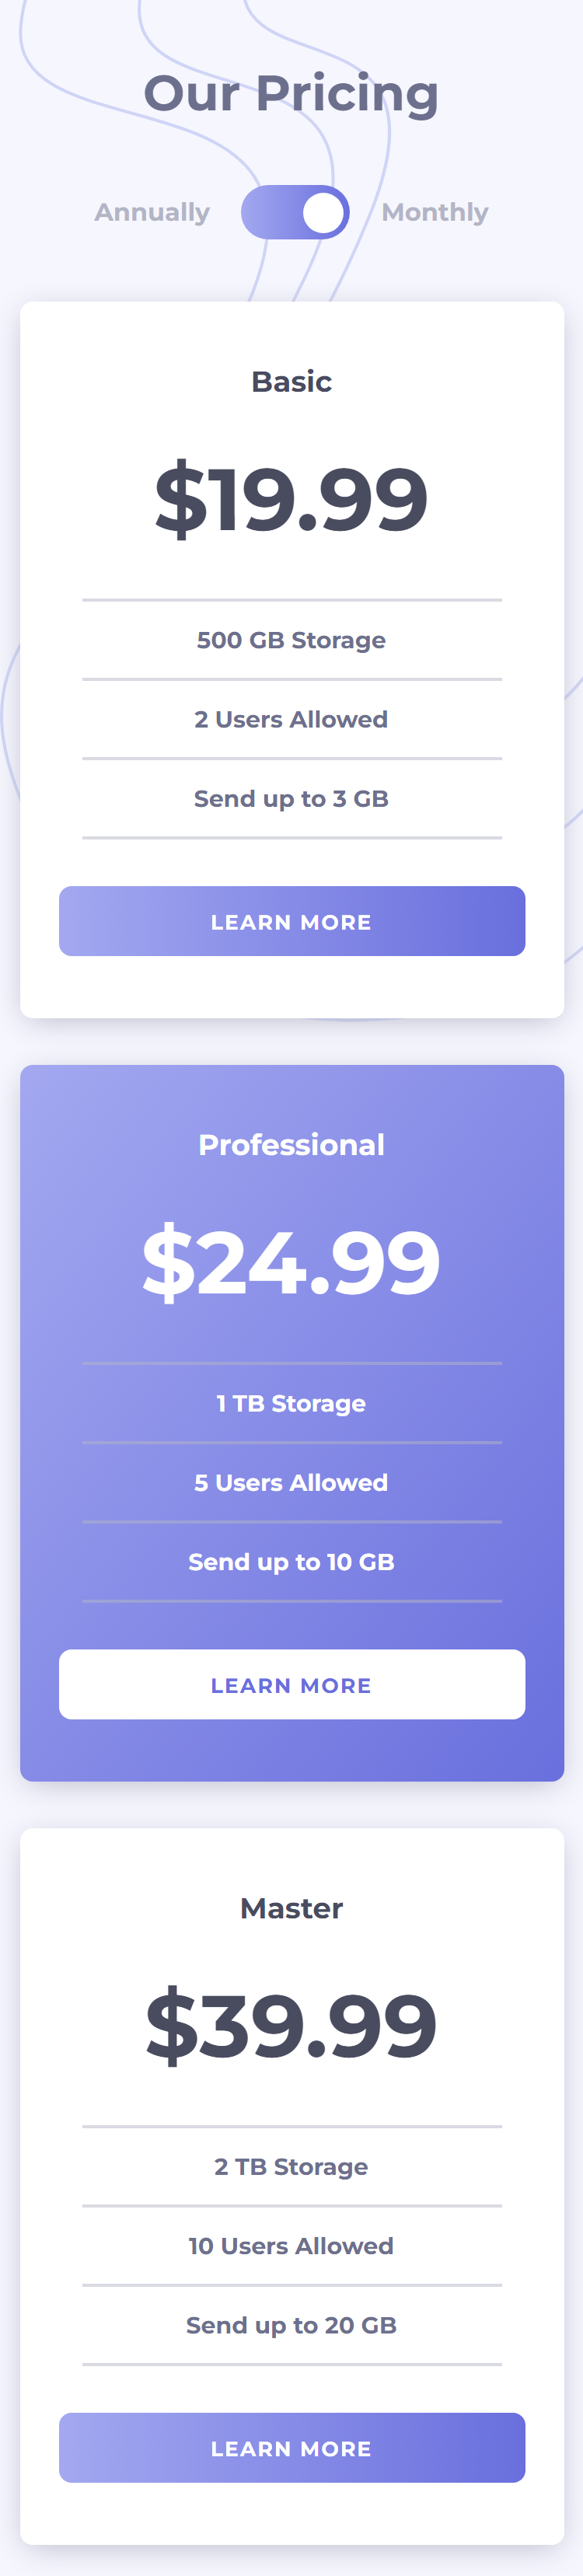 Our Pricing
Annually Monthly
Basic
$19.99
500 GB Storage
2 Users Allowed
Send up to 3 GB
LEARN MORE
Professional
$24.99
1 TB Storage
5 Users Allowed
Send up to 10 GB
LEARN MORE
Master
$39.99
2 TB Storage
10 Users Allowed
Send up to 20 GB
LEARN MORE